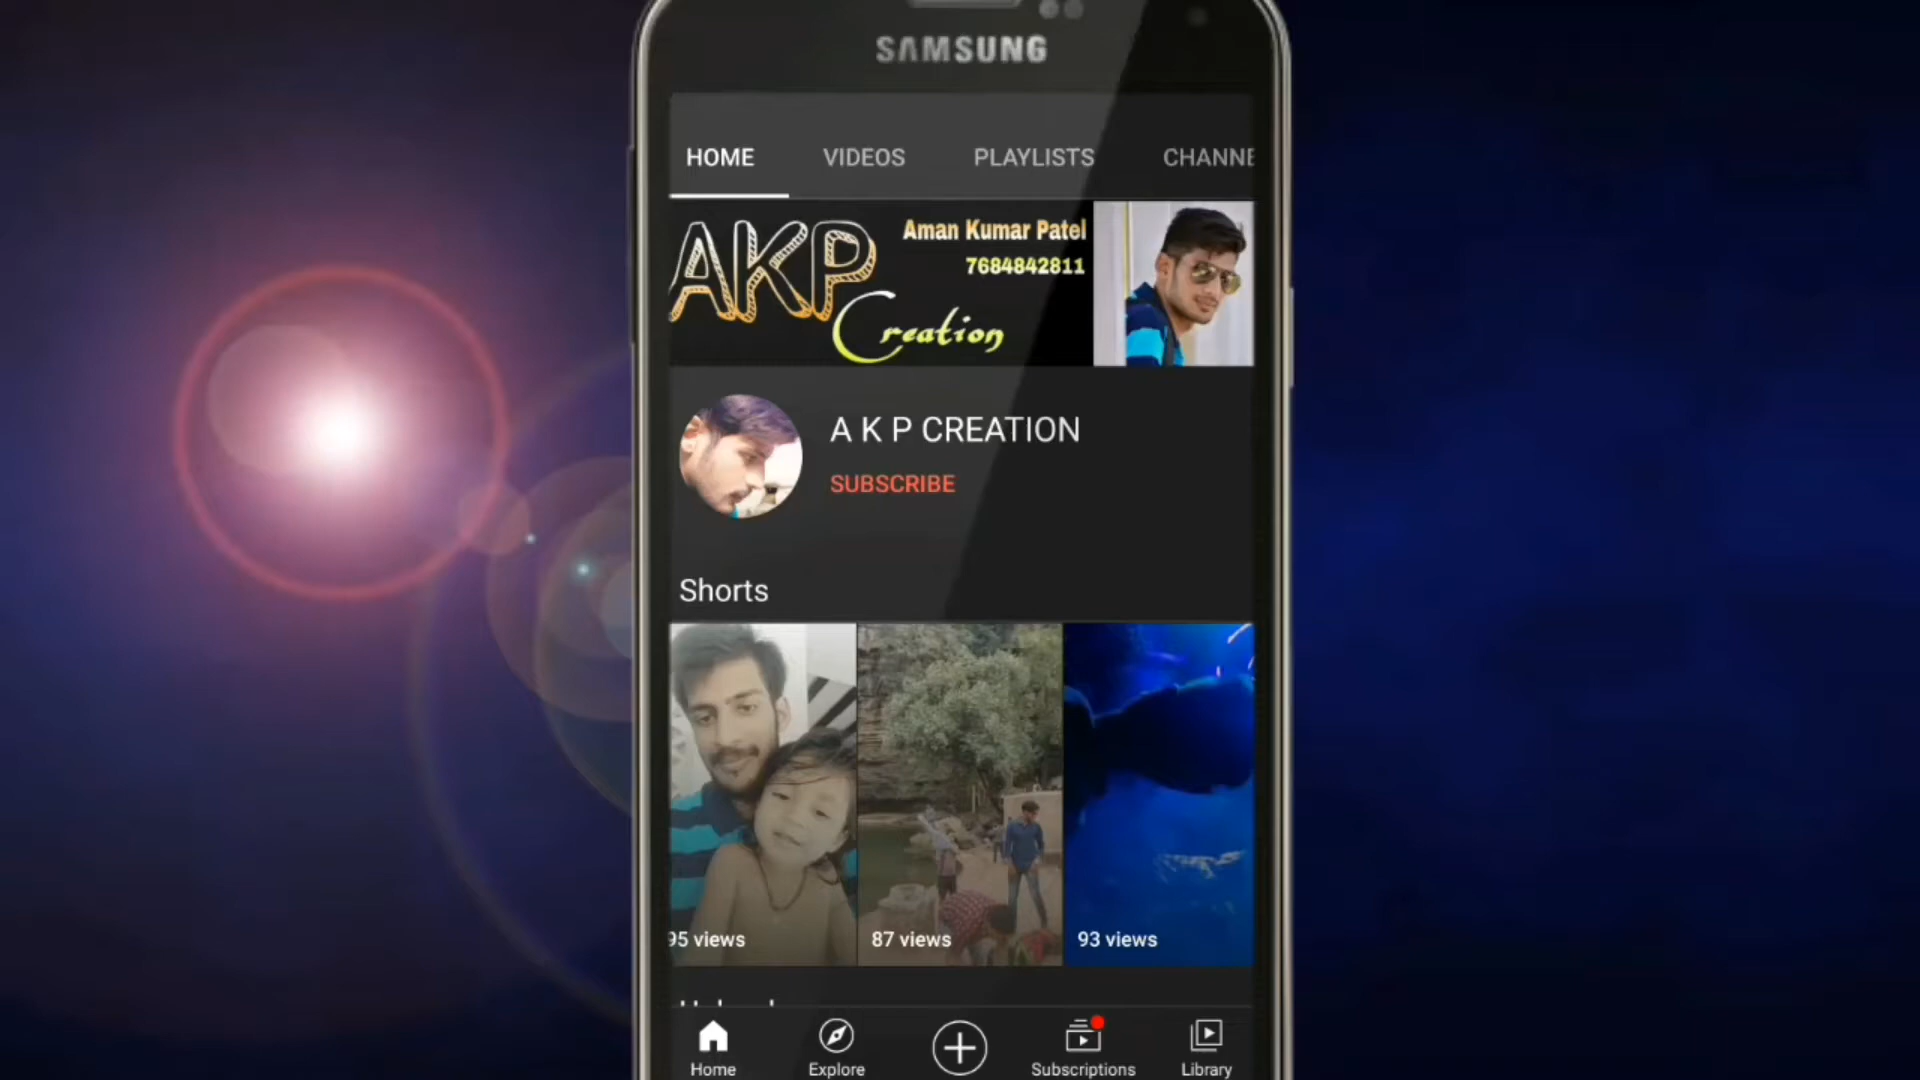 SAMSUNG
HOME VIDEOS PLAYLISTS CHANNE
AKP Creation
Aman Kumar Patel
7684842811
A K P CREATION
SUBSCRIBE
Shorts
95 views 87 views 93 views
Home Explore Subscriptions Library